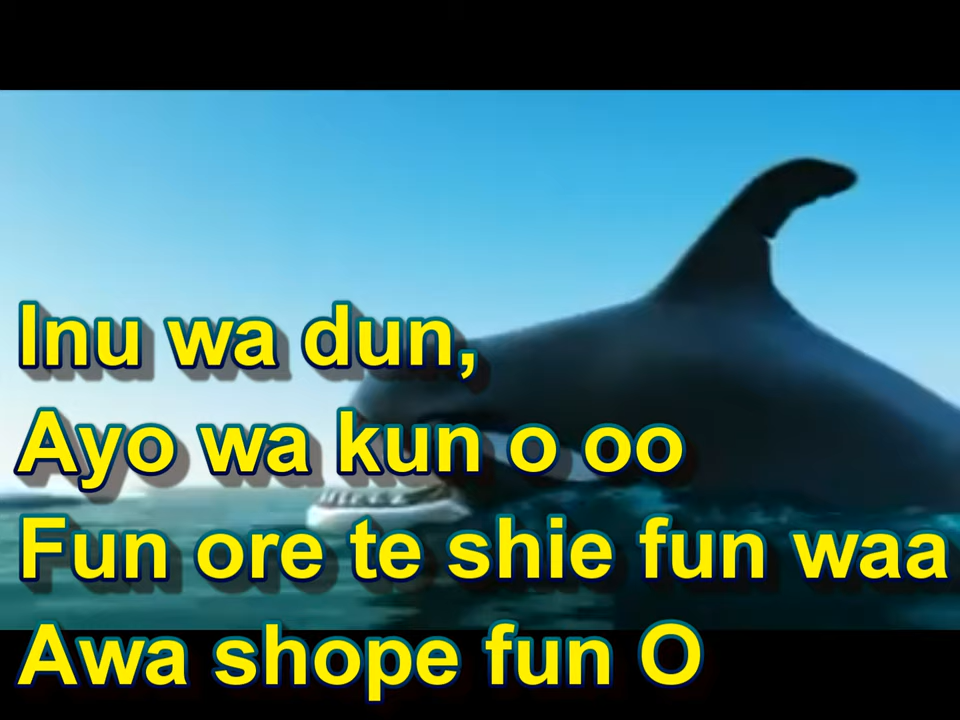 Inu wa dun,
Ayo wa kun o oo
Fun ore te shie fun waa
Awa shope fun O